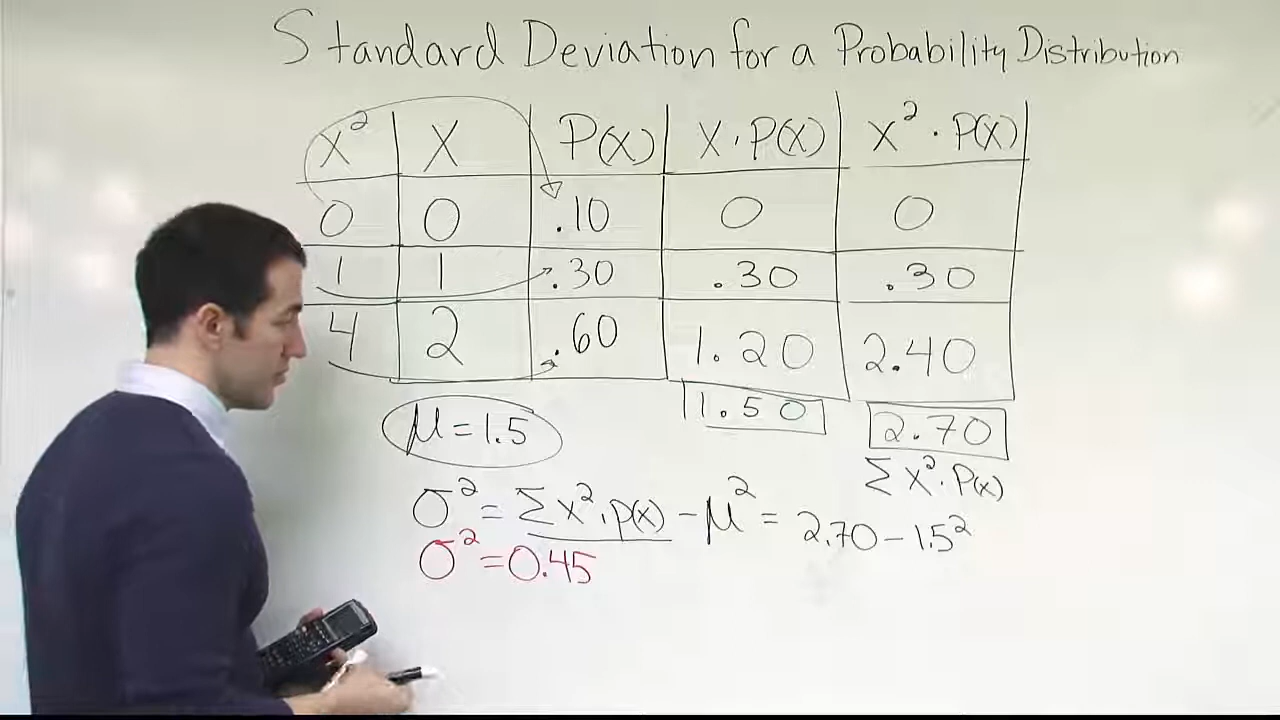 Standard Deviation for a Probability Distribution
X² X P(X) X · P(X) X² · P(X)
0 0 .10 0 0
1 1 .30 .30 .30
4 2 .60 1.20 2.40
1.50 2.70
μ = 1.5
Σ X² · P(X)
σ² = Σ X² · P(X) - μ² = 2.70 - 1.5²
σ² = 0.45